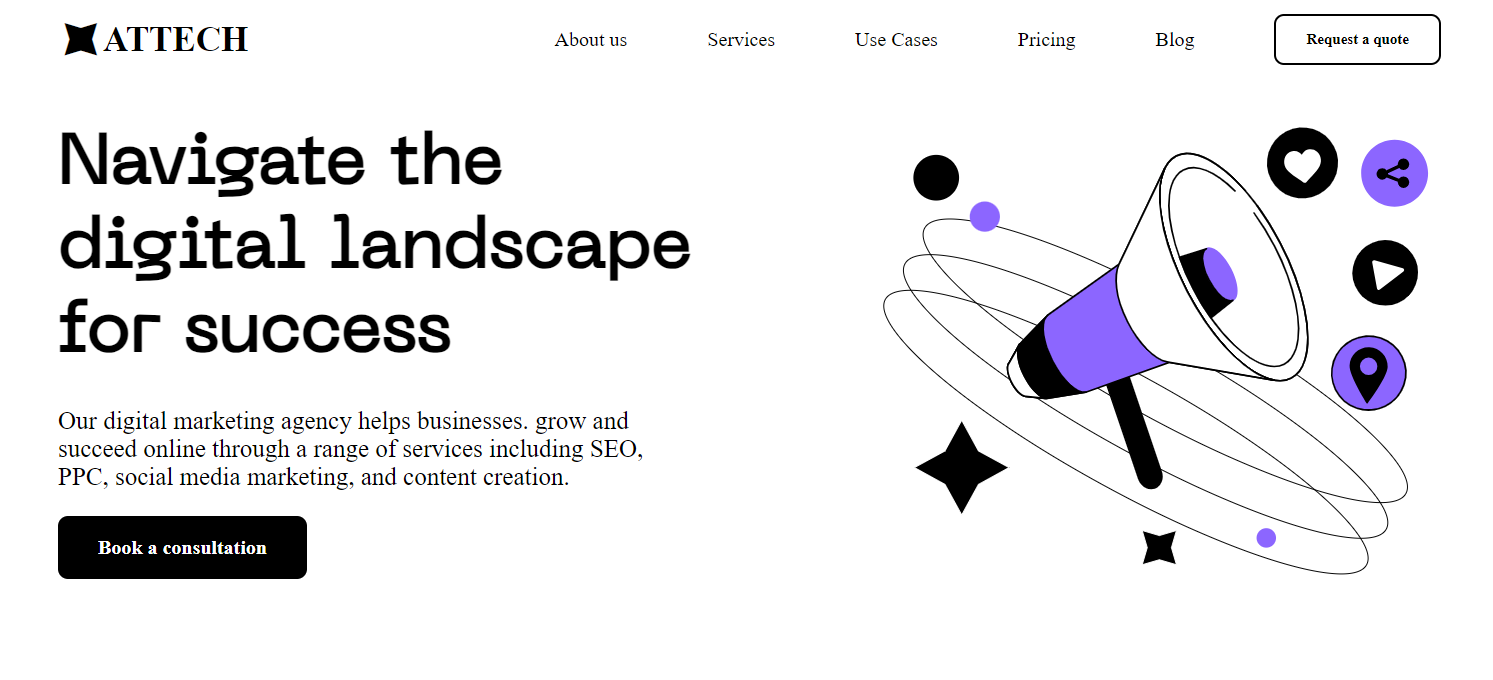 ATTECH
About us
Services
Use Cases
Pricing
Blog
Request a quote
Navigate the
digital landscape
for success
Our digital marketing agency helps businesses. grow and
succeed online through a range of services including SEO,
PPC, social media marketing, and content creation.
Book a consultation